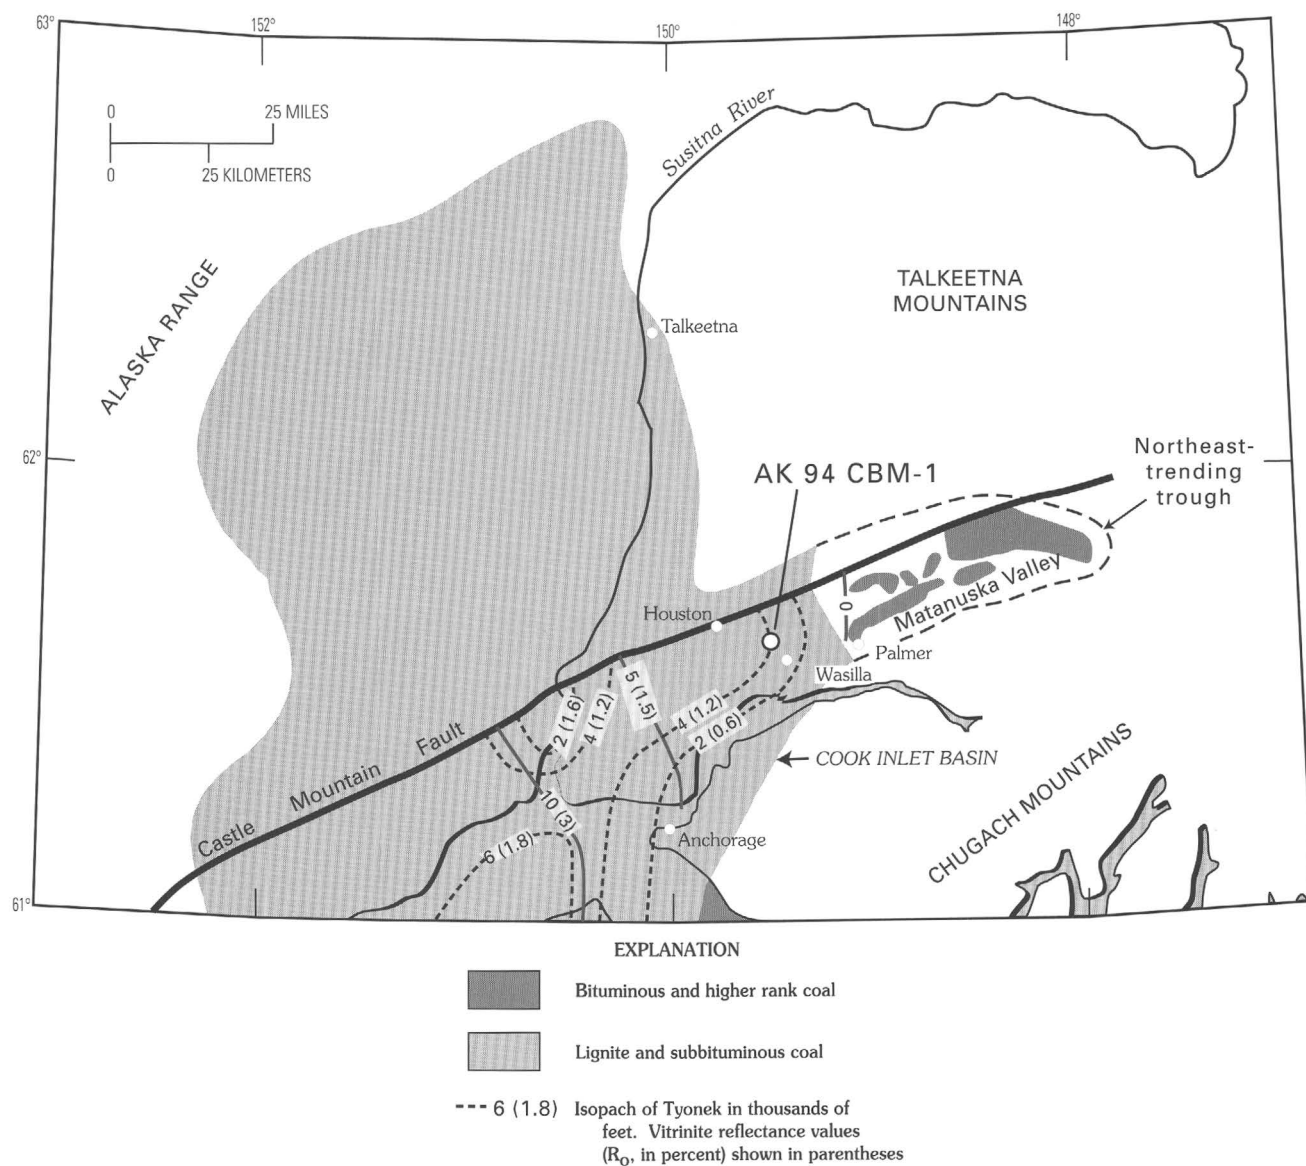 63°
152°
150°
148°
0
25 MILES
0
25 KILOMETERS
Susitna River
ALASKA RANGE
TALKEETNA
MOUNTAINS
Talkeetna
62°
AK 94 CBM-1
Northeast-
trending
trough
Houston
0
Matanuska Valley
Palmer
Wasilla
5 (1.5)
2 (1.6)
4 (1.2)
4 (1.2)
2 (0.6)
Castle Mountain Fault
COOK INLET BASIN
10 (3)
6 (1.8)
Anchorage
CHUGACH MOUNTAINS
61°
EXPLANATION
Bituminous and higher rank coal
Lignite and subbituminous coal
6 (1.8) Isopach of Tyonek in thousands of
feet. Vitrinite reflectance values
(Ro, in percent) shown in parentheses